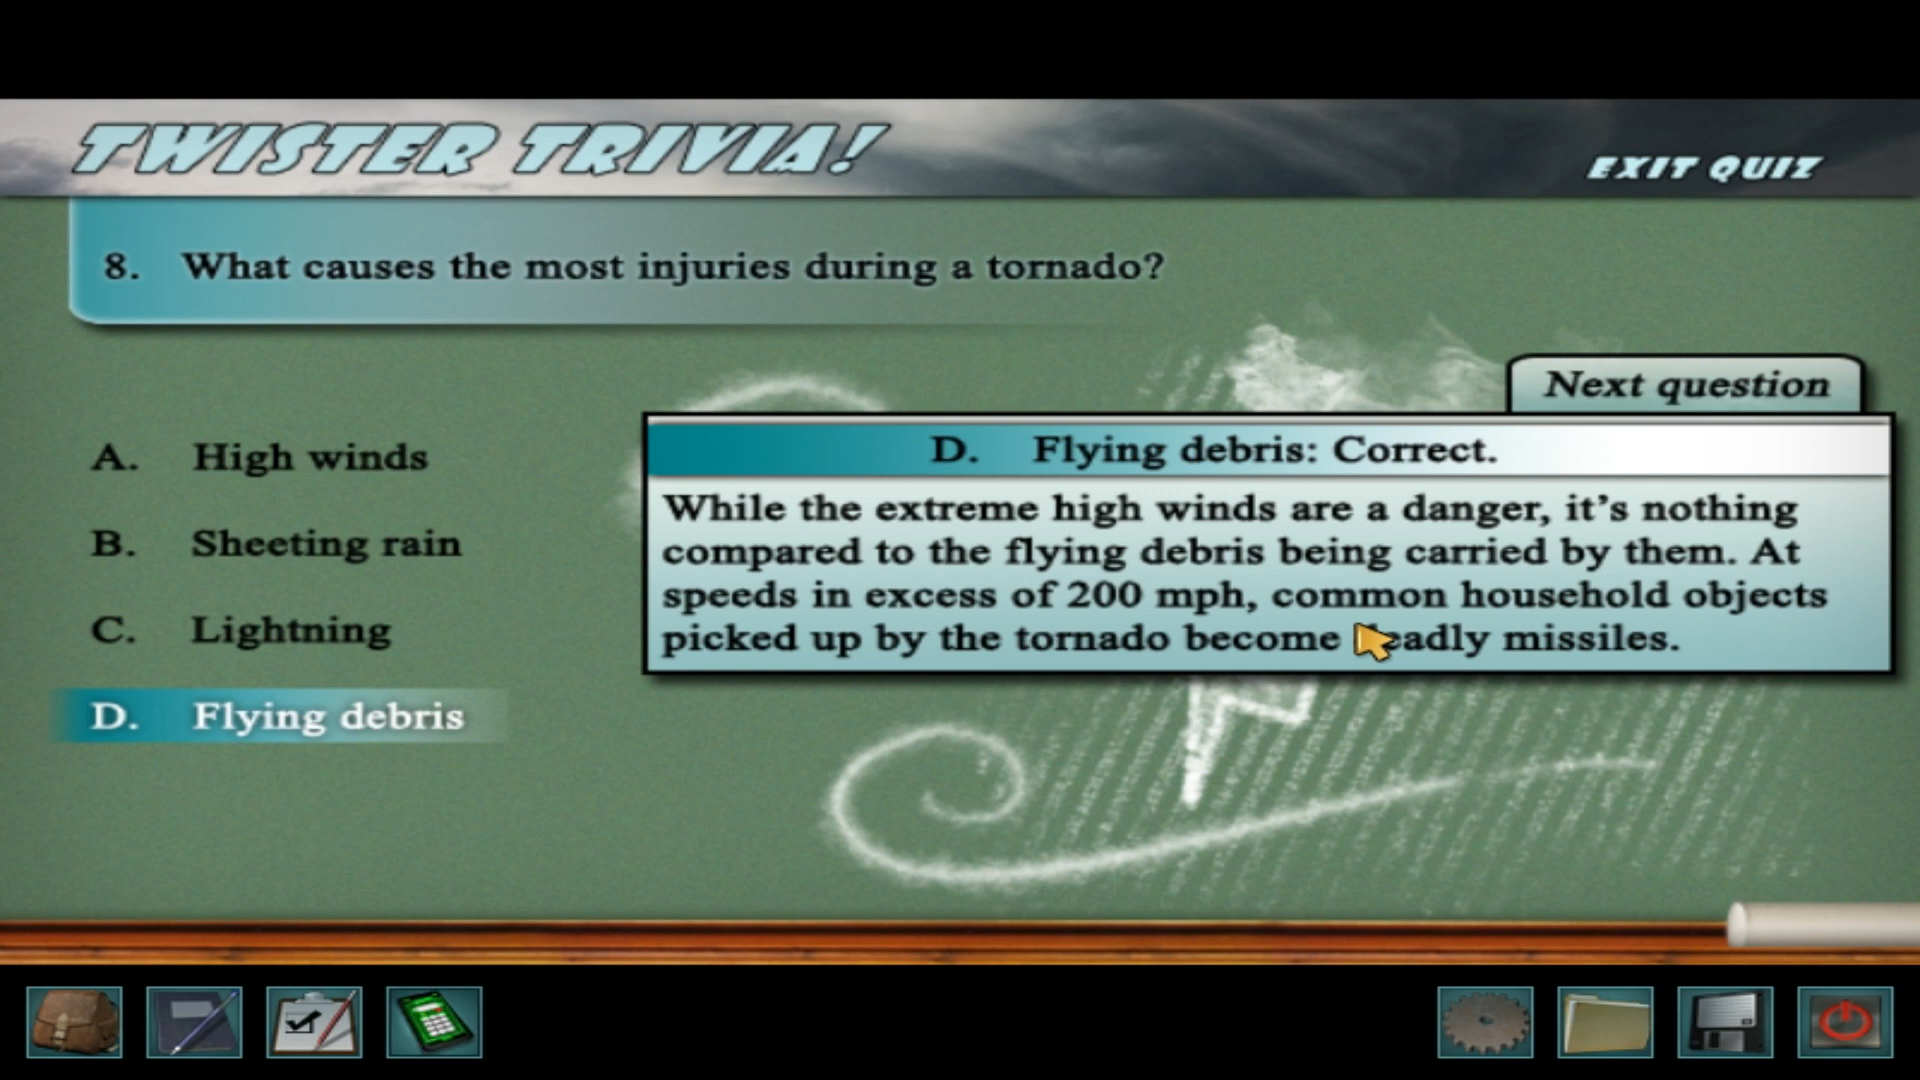 TWISTER TRIVIA!
EXIT QUIZ
8. What causes the most injuries during a tornado?
Next question
A. High winds
B. Sheeting rain
C. Lightning
D. Flying debris
D. Flying debris: Correct.
While the extreme high winds are a danger, it’s nothing
compared to the flying debris being carried by them. At
speeds in excess of 200 mph, common household objects
picked up by the tornado become deadly missiles.